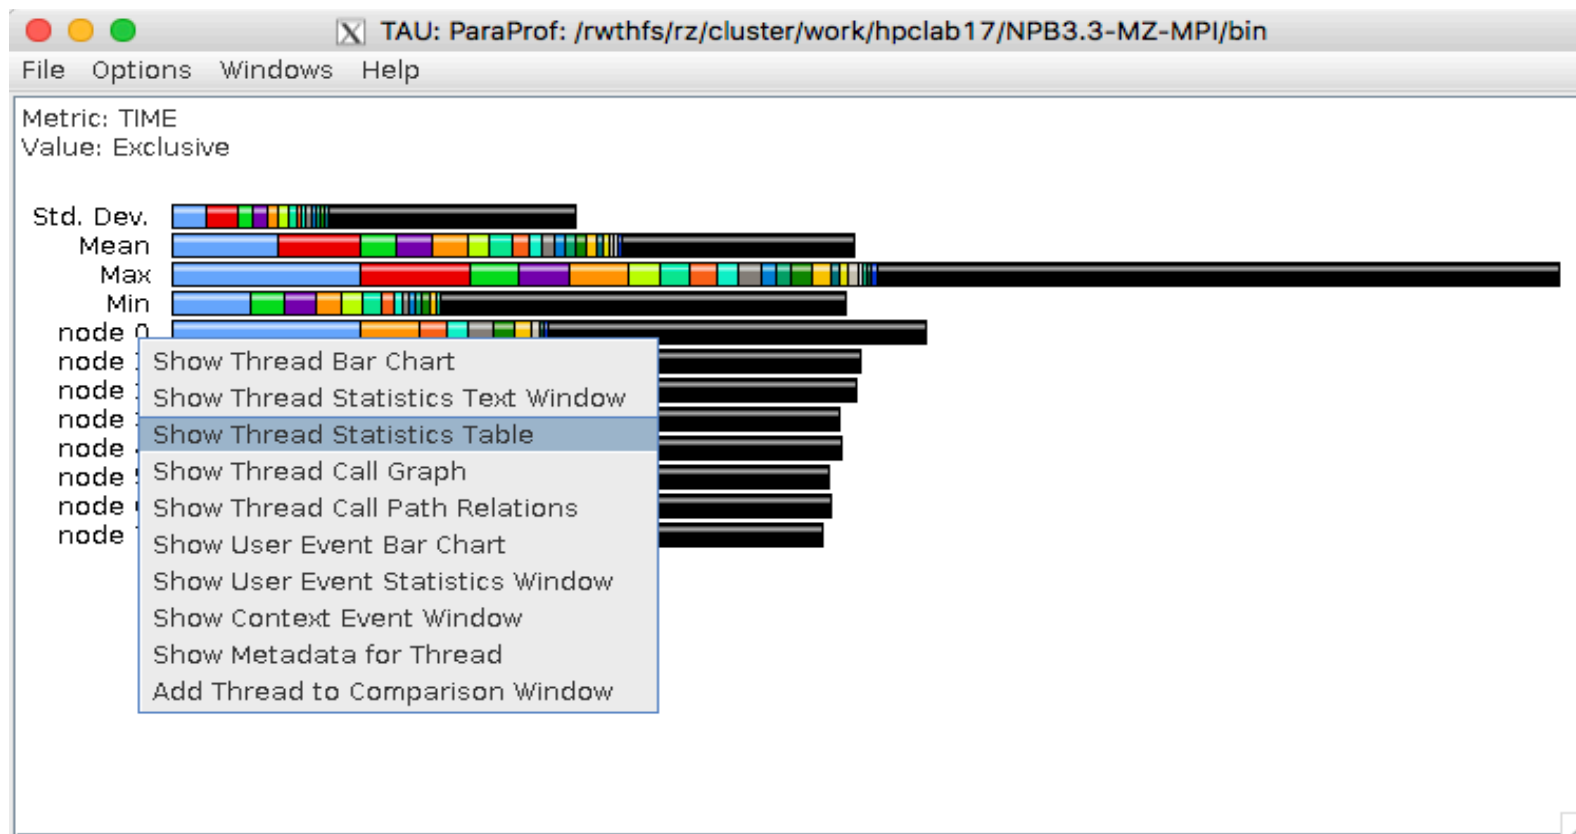 TAU: ParaProf: /rwthfs/rz/cluster/work/hpclab17/NPB3.3-MZ-MPI/bin
File Options Windows Help
Metric: TIME
Value: Exclusive
Std. Dev.
Mean
Max
Min
node 0
node
node
node
node
node
node
node
Show Thread Bar Chart
Show Thread Statistics Text Window
Show Thread Statistics Table
Show Thread Call Graph
Show Thread Call Path Relations
Show User Event Bar Chart
Show User Event Statistics Window
Show Context Event Window
Show Metadata for Thread
Add Thread to Comparison Window